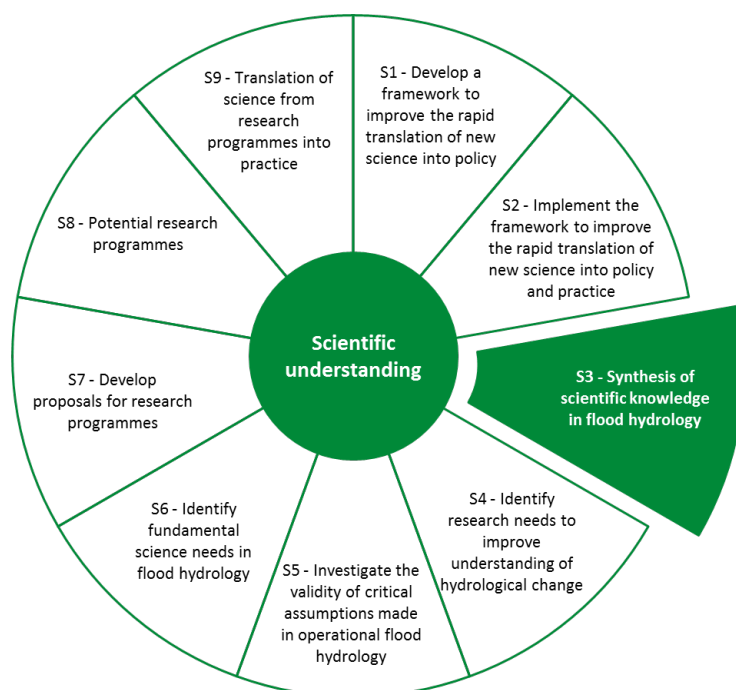 S1 - Develop a
framework to
improve the rapid
translation of new
science into policy
S2 - Implement the
framework to improve
the rapid translation of
new science into policy
and practice
S3 - Synthesis of
scientific knowledge
in flood hydrology
S4 - Identify
research needs to
improve
understanding of
hydrological change
S5 - Investigate the
validity of critical
assumptions made
in operational flood
hydrology
S6 - Identify
fundamental
science needs in
flood hydrology
S7 - Develop
proposals for research
programmes
S8 - Potential research
programmes
S9 - Translation of
science from
research
programmes into
practice
Scientific
understanding